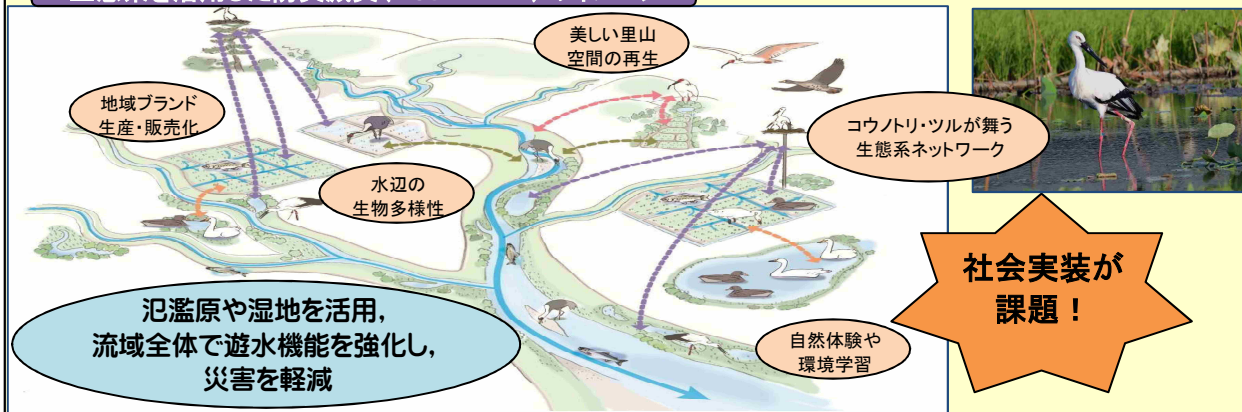 美しい里山
空間の再生
地域ブランド
生産・販売化
コウノトリ・ツルが舞う
生態系ネットワーク
水辺の
生物多様性
社会実装が
課題！
氾濫原や湿地を活用，
流域全体で遊水機能を強化し，
災害を軽減
自然体験や
環境学習